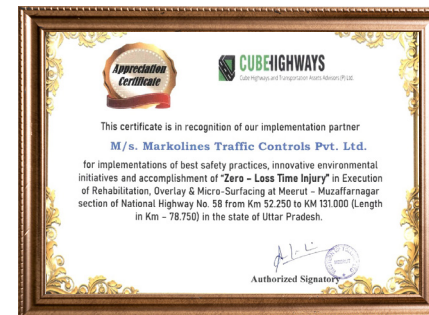 Appreciation
Certificate
CUBEHIGHWAYS
Cube Highways and Transportation Assets Advisors (P) Ltd.
This certificate is in recognition of our implementation partner
M/s. Markolines Traffic Controls Pvt. Ltd.
for implementations of best safety practices, innovative environmental
initiatives and accomplishment of "Zero – Loss Time Injury" in Execution
of Rehabilitation, Overlay & Micro-Surfacing at Meerut – Muzaffarnagar
section of National Highway No. 58 from Km 52.250 to KM 131.000 (Length
in Km – 78.750) in the state of Uttar Pradesh.
Authorized Signatory